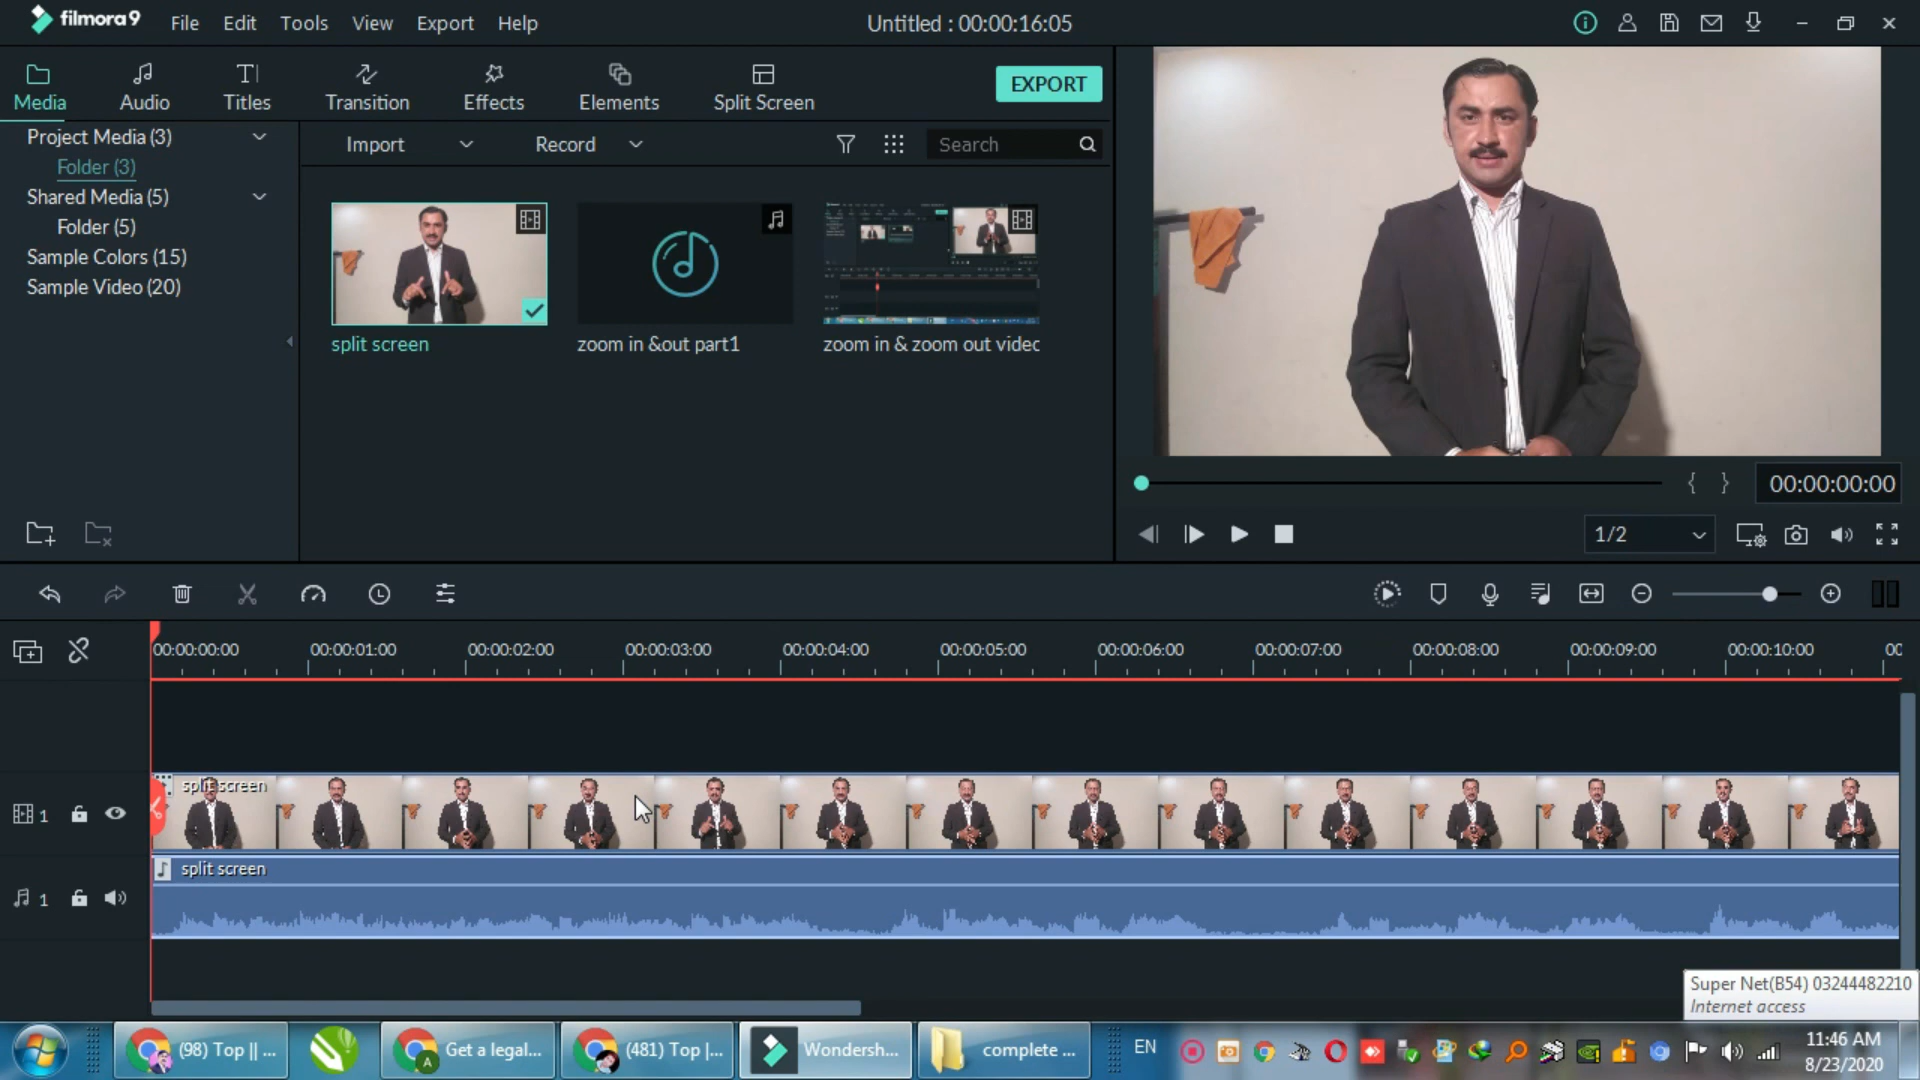 filmora9 File Edit Tools View Export Help Untitled : 00:00:16:05
Media Audio Titles Transition Effects Elements Split Screen EXPORT
Project Media (3)
Folder (3)
Shared Media (5)
Folder (5)
Sample Colors (15)
Sample Video (20)
Import Record Search
split screen zoom in &out part1 zoom in & zoom out videc
{ } 00:00:00:00
1/2
00:00:00:00 00:00:01:00 00:00:02:00 00:00:03:00 00:00:04:00 00:00:05:00 00:00:06:00 00:00:07:00 00:00:08:00 00:00:09:00 00:00:10:00 00
split screen
1
split screen
1
Super Net(B54) 03244482210
Internet access
(98) Top || ... Get a legal... (481) Top |... Wondersh... complete ... EN 11:46 AM
8/23/2020